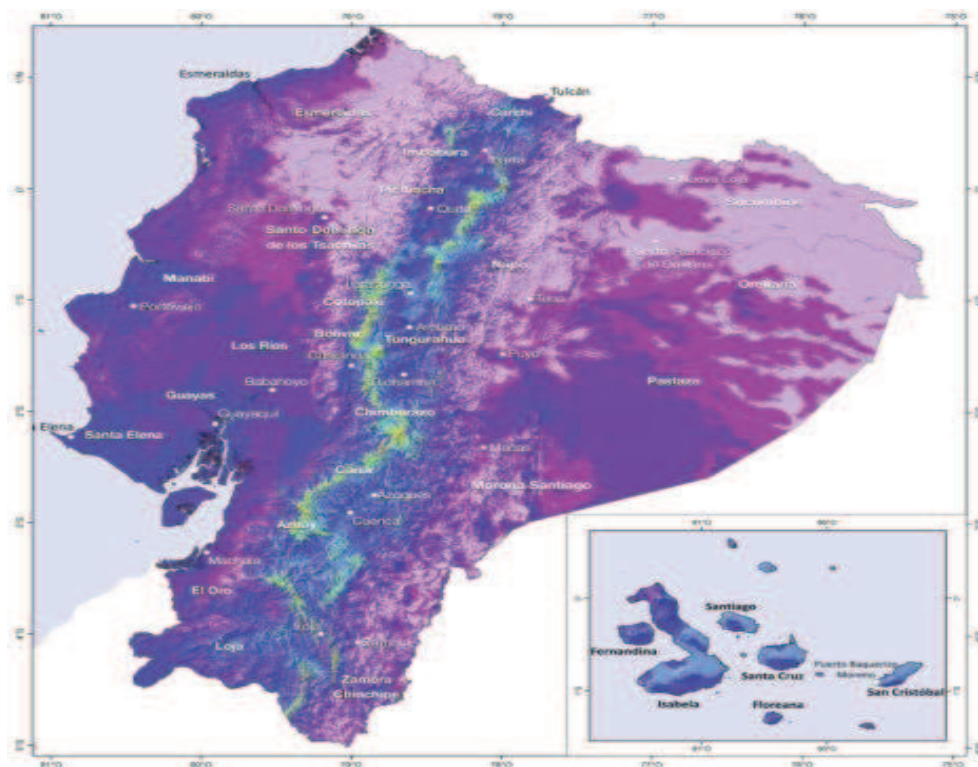 Esmeraldas
Tulcán
Esmeraldas
Carchi
Imbabura
Ibarra
Pichincha
Nueva Loja
Sucumbíos
Santo Domingo
Quito
Santo Domingo
de los Tsáchilas
Napo
Manabí
Latacunga
Orellana
Cotopaxi
Tena
Portoviejo
Bolívar
Ambato
Tungurahua
Los Ríos
Guaranda
Puyo
Babahoyo
Riobamba
Pastaza
Guayas
Chimborazo
Guayaquil
Elena
Santa Elena
Macas
Cañar
Morona Santiago
Azogues
Azuay
Cuenca
Machala
El Oro
Loja
Loja
Zamora
Zamora
Chinchipe
Santiago
Fernandina
Santa Cruz
Puerto Baquerizo
Moreno
San Cristóbal
Isabela
Floreana